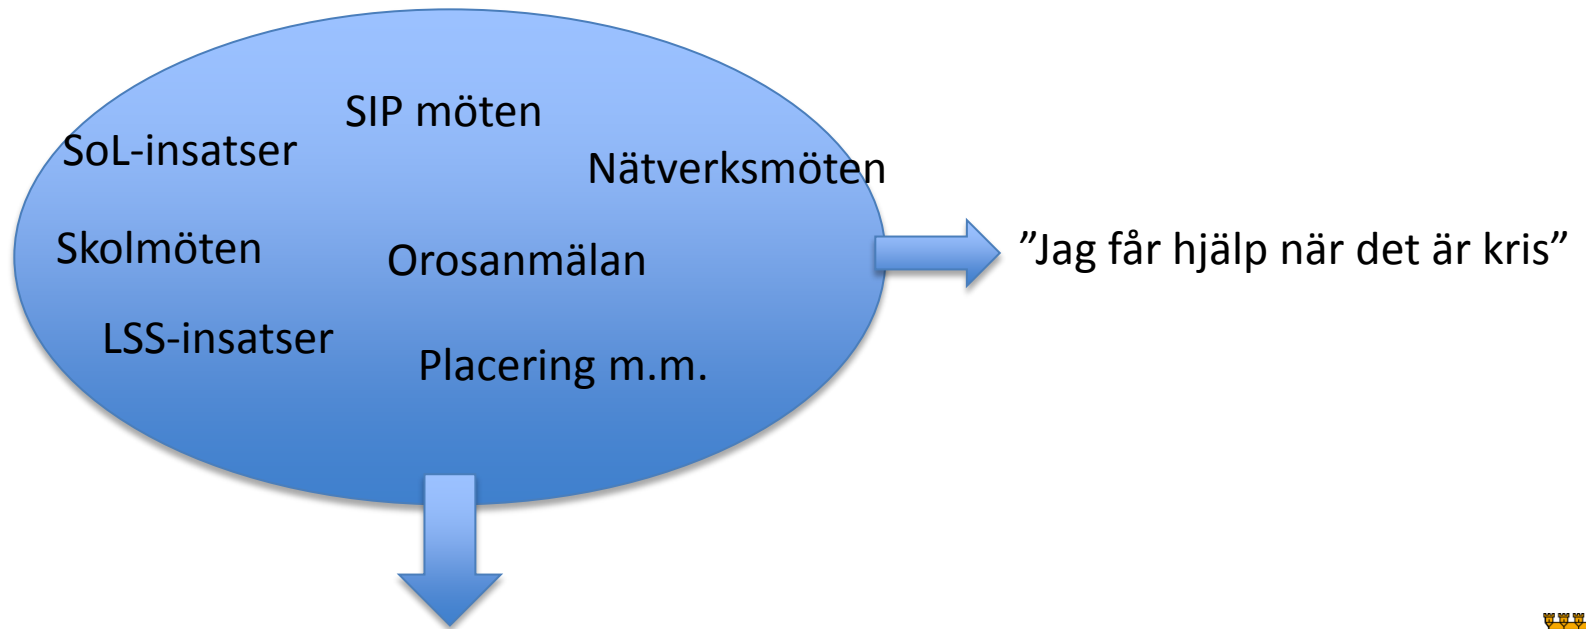 SIP möten
SoL-insatser
Nätverksmöten
Skolmöten
Orosanmälan
”Jag får hjälp när det är kris”
LSS-insatser
Placering m.m.